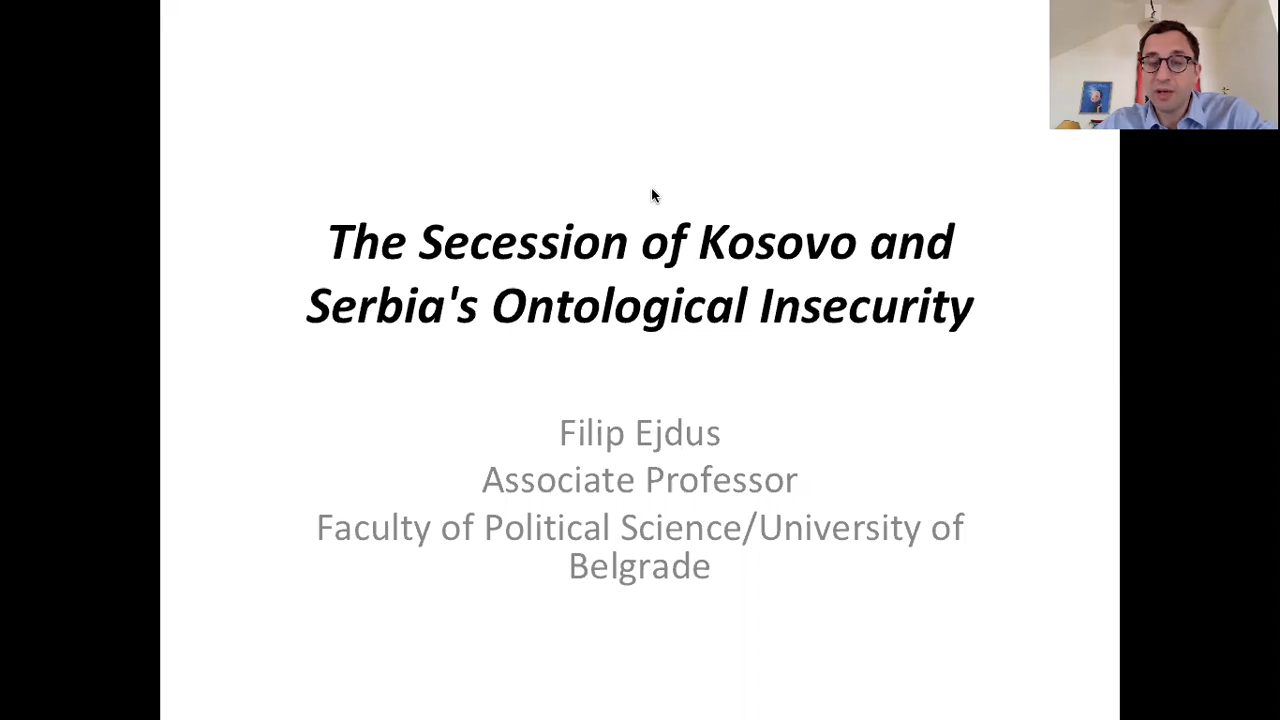 The Secession of Kosovo and
Serbia's Ontological Insecurity
Filip Ejdus
Associate Professor
Faculty of Political Science/University of
Belgrade